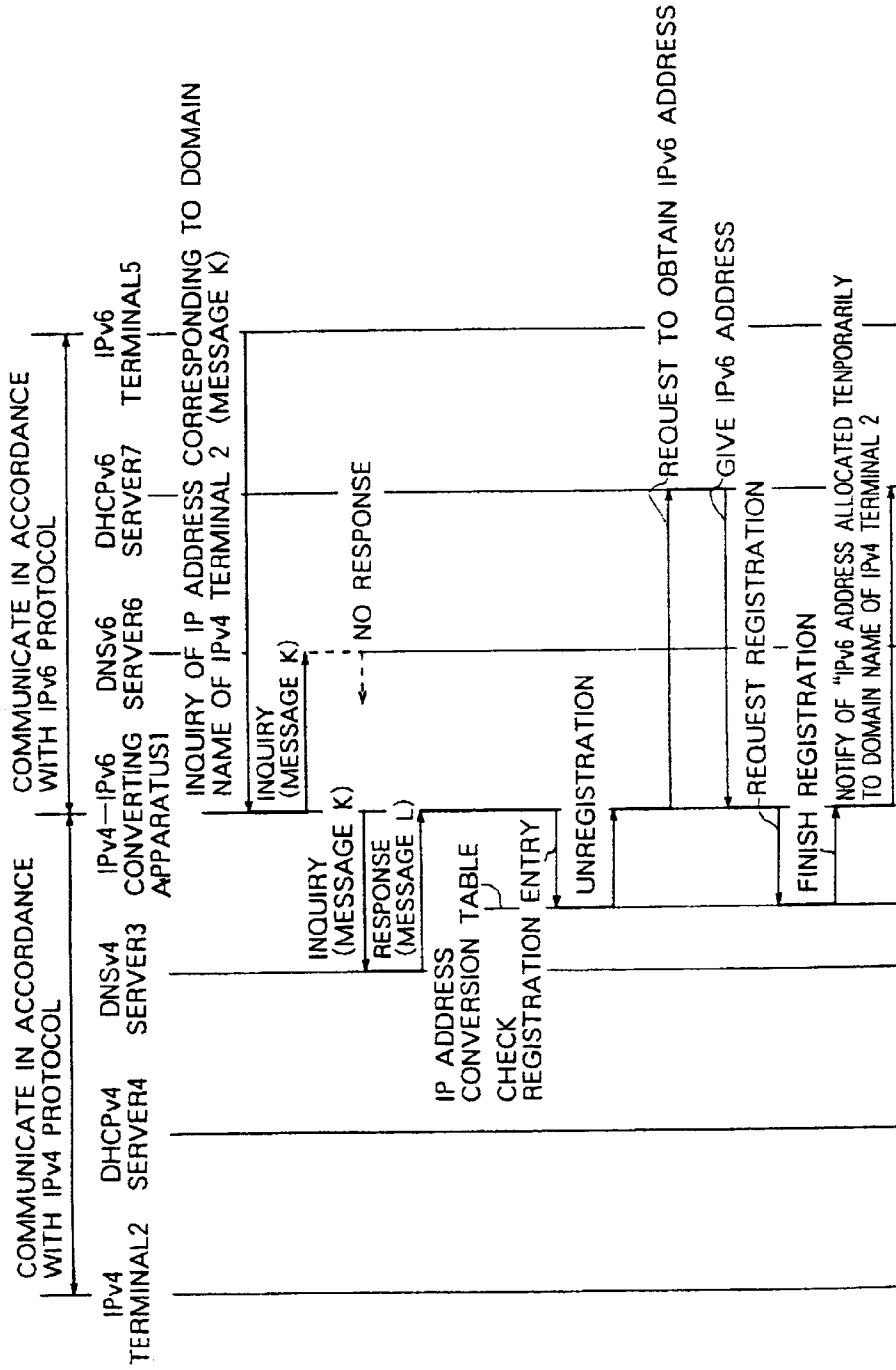 COMMUNICATE IN ACCORDANCE
WITH IPv4 PROTOCOL
COMMUNICATE IN ACCORDANCE
WITH IPv6 PROTOCOL
IPv4
TERMINAL2
DHCPv4
SERVER4
DNSv4
SERVER3
IPv4—IPv6
CONVERTING
APPARATUS1
DNSv6
SERVER6
DHCPv6
SERVER7
IPv6
TERMINAL5
INQUIRY OF IP ADDRESS CORRESPONDING TO DOMAIN
NAME OF IPv4 TERMINAL 2 (MESSAGE K)
INQUIRY
(MESSAGE K)
NO RESPONSE
INQUIRY
(MESSAGE K)
RESPONSE
(MESSAGE L)
IP ADDRESS
CONVERSION TABLE
CHECK
REGISTRATION ENTRY
UNREGISTRATION
REQUEST TO OBTAIN IPv6 ADDRESS
GIVE IPv6 ADDRESS
REQUEST REGISTRATION
FINISH REGISTRATION
NOTIFY OF "IPv6 ADDRESS ALLOCATED TENPORARILY
TO DOMAIN NAME OF IPv4 TERMINAL 2